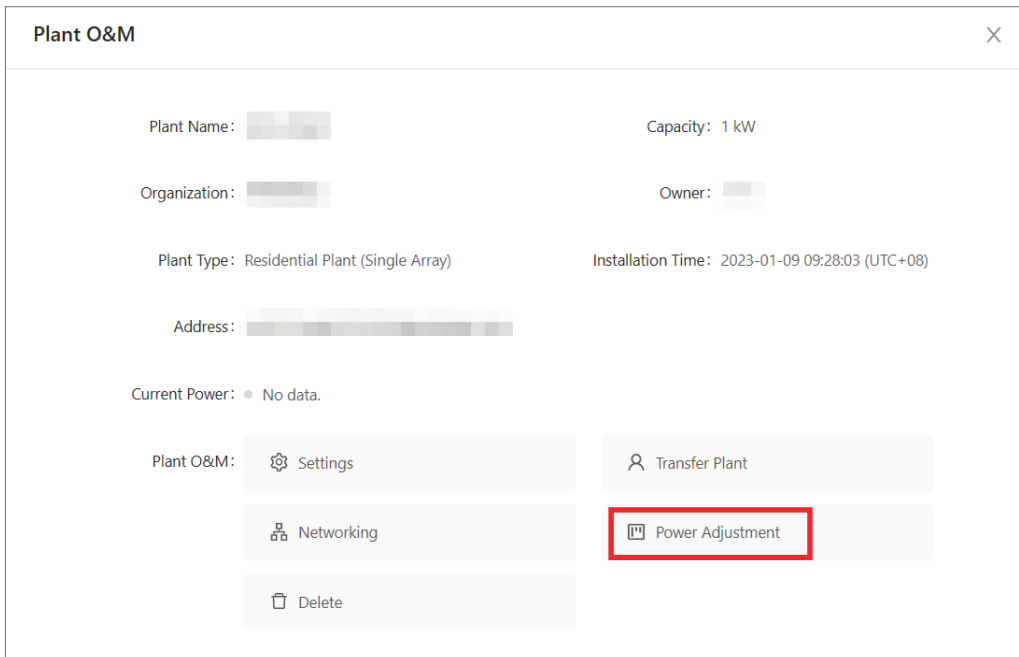 Plant O&M
Plant Name: Capacity: 1 kW
Organization: Owner:
Plant Type: Residential Plant (Single Array) Installation Time: 2023-01-09 09:28:03 (UTC+08)
Address:
Current Power: No data.
Plant O&M: Settings Transfer Plant
Networking Power Adjustment
Delete